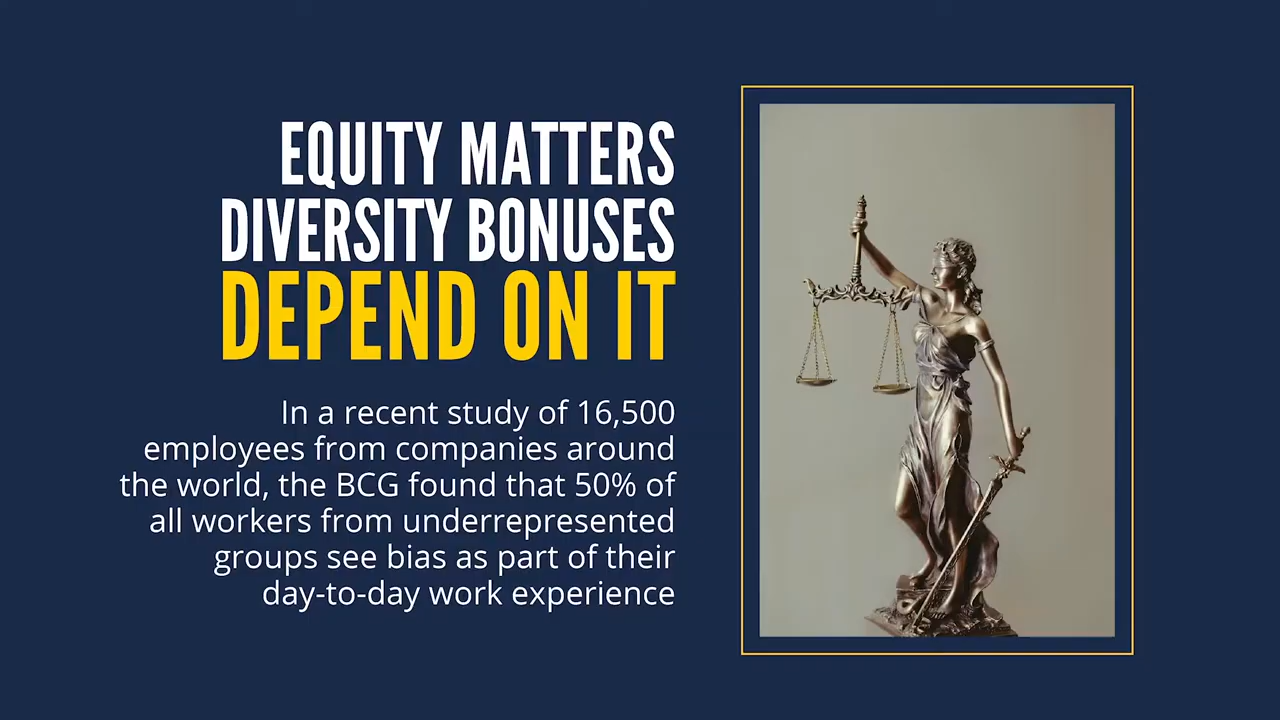 EQUITY MATTERS
DIVERSITY BONUSES
DEPEND ON IT
In a recent study of 16,500
employees from companies around
the world, the BCG found that 50% of
all workers from underrepresented
groups see bias as part of their
day-to-day work experience